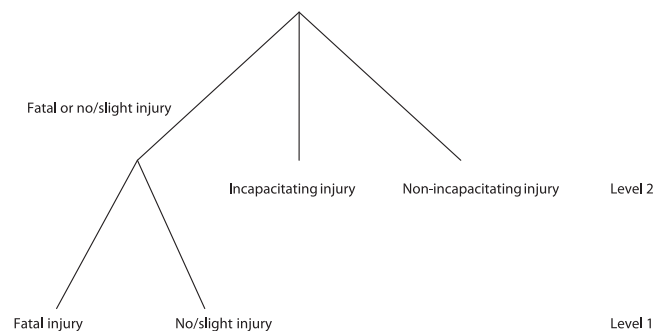 Fatal or no/slight injury
Incapacitating injury
Non-incapacitating injury
Level 2
Fatal injury
No/slight injury
Level 1